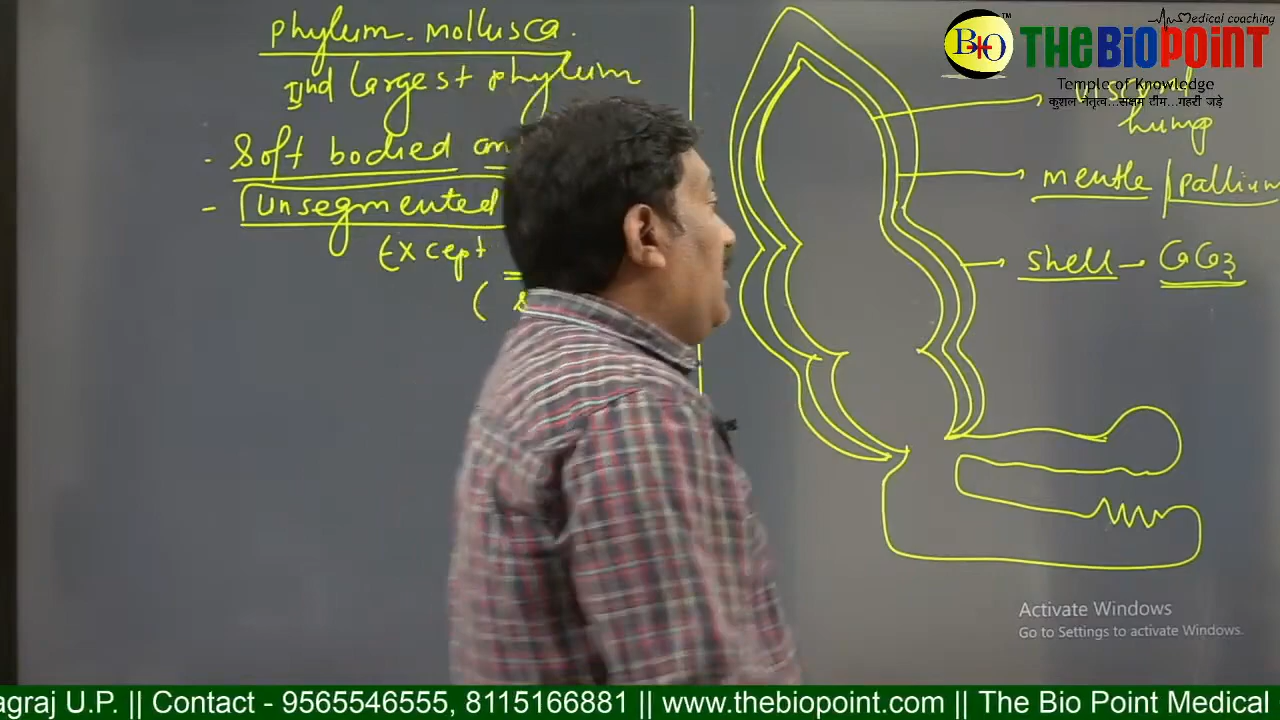 phylum. mollusca.
IInd largest phylum
. Soft bodied
- Unsegmented
Except
(
hump
mentle / pallium
shell - CaCO3
BIO
TM
Medical coaching
THEBIOPOINT
Temple of Knowledge
कुशल नेतृत्व...सक्षम टीम...गहरी जड़े
Activate Windows
Go to Settings to activate Windows.
agraj U.P. || Contact - 9565546555, 8115166881 || www.thebiopoint.com || The Bio Point Medical